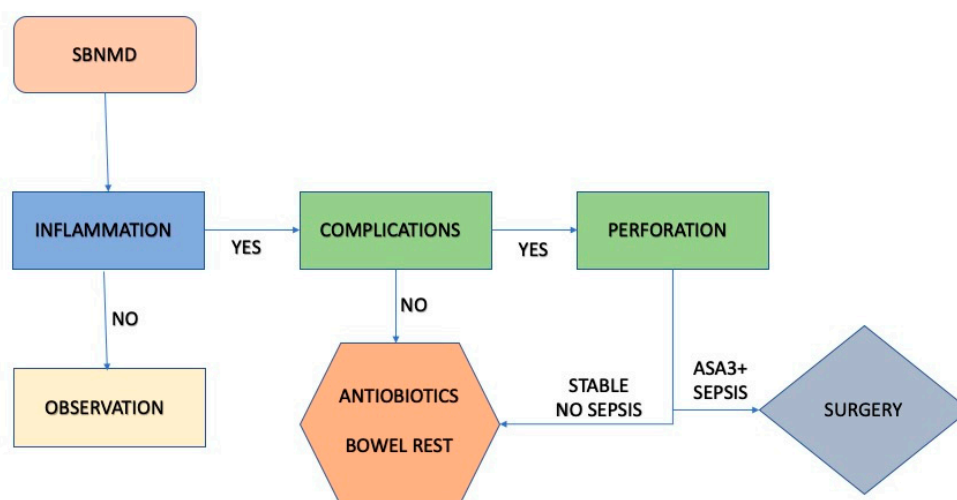 SBNMD
INFLAMMATION
YES
COMPLICATIONS
YES
PERFORATION
NO
NO
OBSERVATION
ANTIOBIOTICS
BOWEL REST
STABLE
NO SEPSIS
ASA3+
SEPSIS
SURGERY